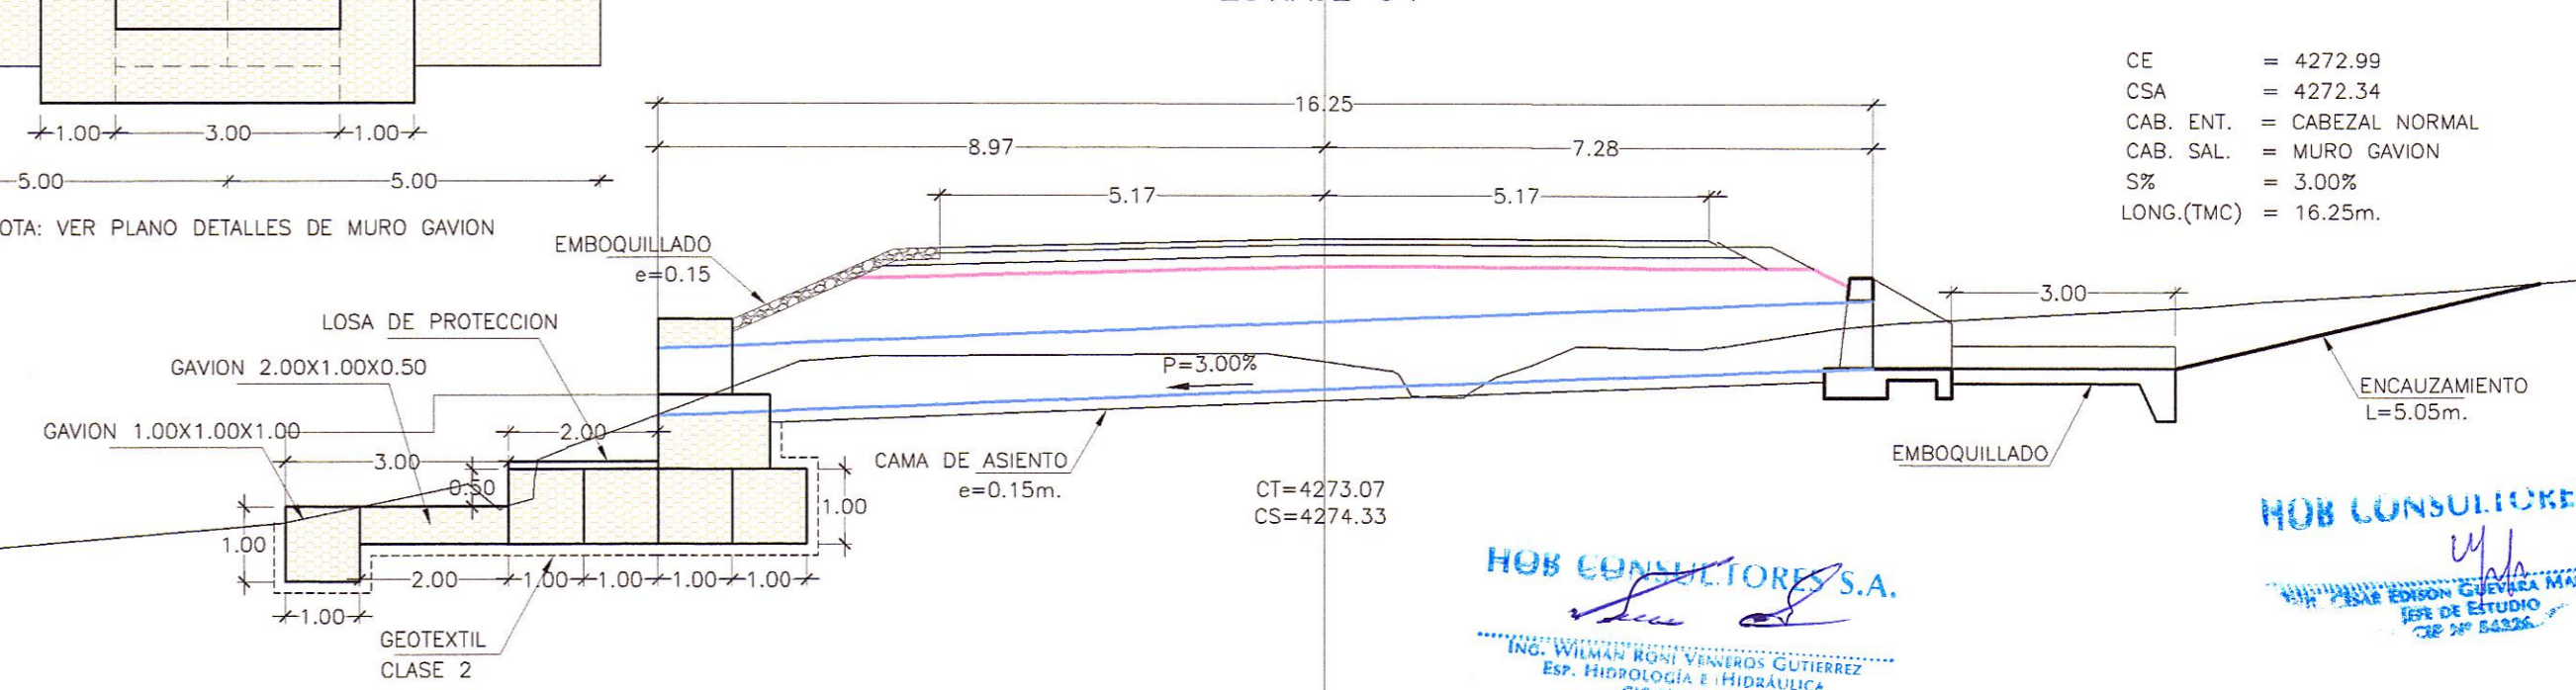 1.00 3.00 1.00
5.00 5.00
OTA: VER PLANO DETALLES DE MURO GAVION
16.25
8.97 7.28
5.17 5.17
CE = 4272.99
CSA = 4272.34
CAB. ENT. = CABEZAL NORMAL
CAB. SAL. = MURO GAVION
S% = 3.00%
LONG.(TMC) = 16.25m.
EMBOQUILLADO
e=0.15
LOSA DE PROTECCION
GAVION 2.00X1.00X0.50
GAVION 1.00X1.00X1.00
2.00
3.00
0.50
1.00
1.00
2.00 1.00 1.00 1.00 1.00
1.00
GEOTEXTIL
CLASE 2
P=3.00%
CAMA DE ASIENTO
e=0.15m.
CT=4273.07
CS=4274.33
3.00
ENCAUZAMIENTO
L=5.05m.
EMBOQUILLADO
HOB CONSULTORES S.A.
ING. WILMAN RONI GUTIERREZ
ESP. HIDROLOGÍA E HIDRÁULICA
HOB CONSULTORE
EDISON GUEVARA MA
JEFE DE ESTUDIO